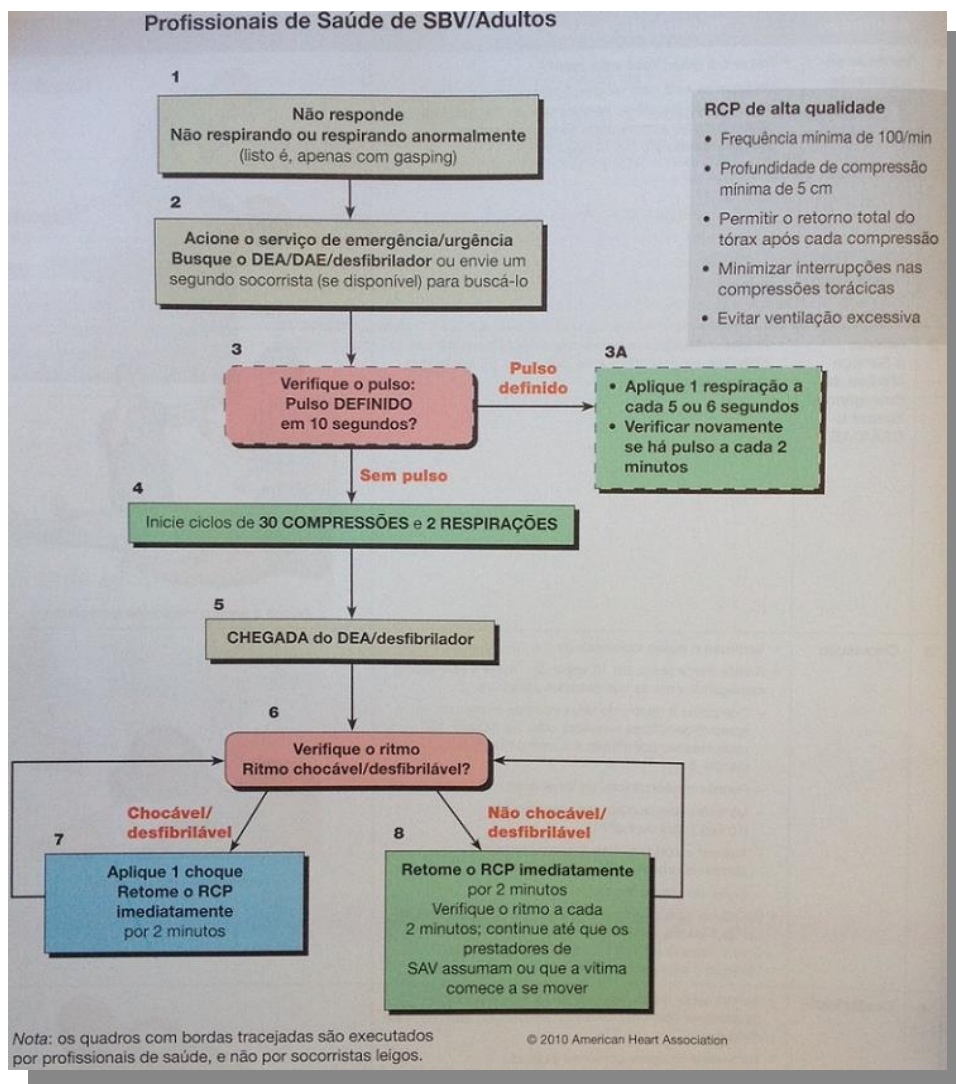 Profissionais de Saúde de SBV/Adultos
1
Não responde
Não respirando ou respirando anormalmente
(listo é, apenas com gasping)
RCP de alta qualidade
• Frequência mínima de 100/min
• Profundidade de compressão
mínima de 5 cm
• Permitir o retorno total do
tórax após cada compressão
• Minimizar interrupções nas
compressões torácicas
• Evitar ventilação excessiva
2
Acione o serviço de emergência/urgência
Busque o DEA/DAE/desfibrilador ou envie um
segundo socorrista (se disponível) para buscá-lo
3
Verifique o pulso:
Pulso DEFINIDO
em 10 segundos?
Pulso
definido
3A
• Aplique 1 respiração a
cada 5 ou 6 segundos
• Verificar novamente
se há pulso a cada 2
minutos
Sem pulso
4
Inicie ciclos de 30 COMPRESSÕES e 2 RESPIRAÇÕES
5
CHEGADA do DEA/desfibrilador
6
Verifique o ritmo
Ritmo chocável/desfibrilável?
Chocável/
desfibrilável
7
Aplique 1 choque
Retome o RCP
imediatamente
por 2 minutos
Não chocável/
desfibrilável
8
Retome o RCP imediatamente
por 2 minutos
Verifique o ritmo a cada
2 minutos; continue até que os
prestadores de
SAV assumam ou que a vítima
comece a se mover
Nota: os quadros com bordas tracejadas são executados
por profissionais de saúde, e não por socorristas leigos.
© 2010 American Heart Association